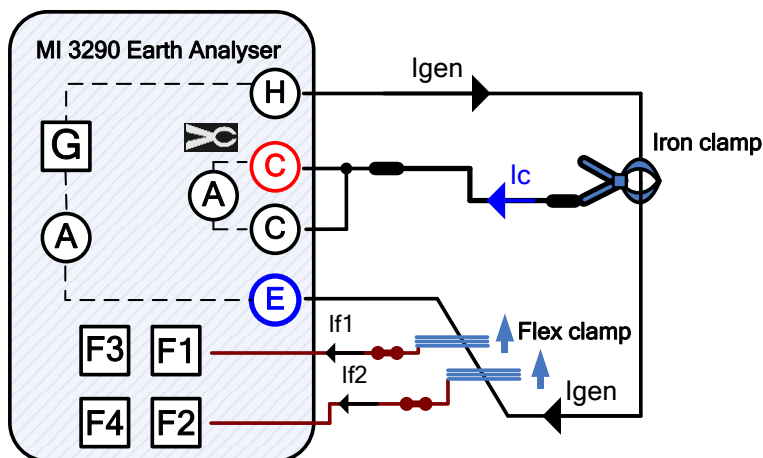 MI 3290 Earth Analyser
H
Igen
G
Iron clamp
C
A
Ic
C
A
E
If1
Flex clamp
F3 F1
If2
Igen
F4 F2